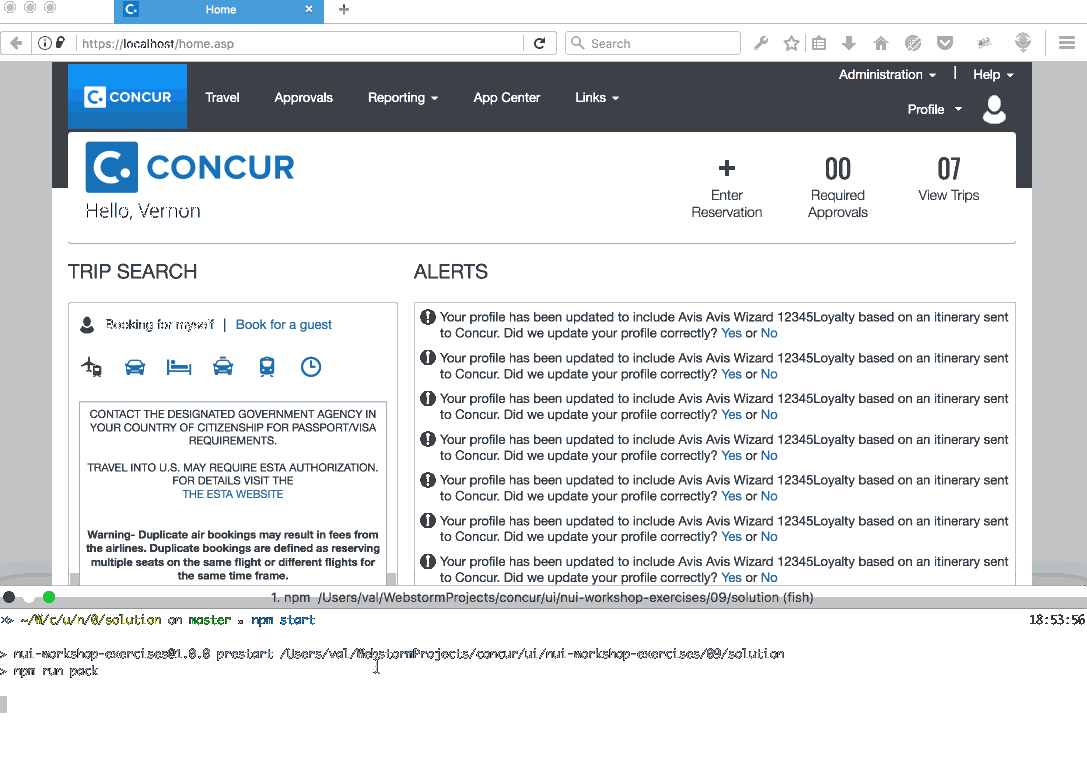 Home
https://localhost/home.asp
Search
Administration | Help
CONCUR Travel Approvals Reporting App Center Links
Profile
CONCUR
Hello, Vernon
+ 00 07
Enter Required View Trips
Reservation Approvals
TRIP SEARCH
Booking for myself | Book for a guest
CONTACT THE DESIGNATED GOVERNMENT AGENCY IN
YOUR COUNTRY OF CITIZENSHIP FOR PASSPORT/VISA
REQUIREMENTS.
TRAVEL INTO U.S. MAY REQUIRE ESTA AUTHORIZATION.
FOR DETAILS VISIT THE
THE ESTA WEBSITE
Warning- Duplicate air bookings may result in fees from
the airlines. Duplicate bookings are defined as reserving
multiple seats on the same flight or different flights for
the same time frame.
ALERTS
Your profile has been updated to include Avis Avis Wizard 12345Loyalty based on an itinerary sent
to Concur. Did we update your profile correctly? Yes or No
Your profile has been updated to include Avis Avis Wizard 12345Loyalty based on an itinerary sent
to Concur. Did we update your profile correctly? Yes or No
Your profile has been updated to include Avis Avis Wizard 12345Loyalty based on an itinerary sent
to Concur. Did we update your profile correctly? Yes or No
Your profile has been updated to include Avis Avis Wizard 12345Loyalty based on an itinerary sent
to Concur. Did we update your profile correctly? Yes or No
Your profile has been updated to include Avis Avis Wizard 12345Loyalty based on an itinerary sent
to Concur. Did we update your profile correctly? Yes or No
Your profile has been updated to include Avis Avis Wizard 12345Loyalty based on an itinerary sent
to Concur. Did we update your profile correctly? Yes or No
Your profile has been updated to include Avis Avis Wizard 12345Loyalty based on an itinerary sent
to Concur. Did we update your profile correctly? Yes or No
1. npm /Users/val/WebstormProjects/concur/ui/nui-workshop-exercises/09/solution (fish)
~/W/c/u/n/0/solution on master npm start 18:53:56
> nui-workshop-exercises@1.0.0 prestart /Users/val/WebstormProjects/concur/ui/nui-workshop-exercises/09/solution
> npm run pack